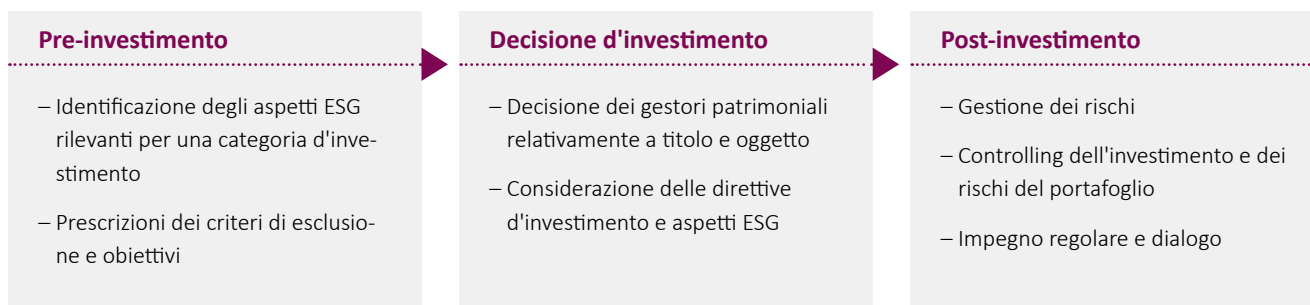 Pre-investimento
– Identificazione degli aspetti ESG
rilevanti per una categoria d'inve-
stimento
– Prescrizioni dei criteri di esclusio-
ne e obiettivi
Decisione d'investimento
– Decisione dei gestori patrimoniali
relativamente a titolo e oggetto
– Considerazione delle direttive
d'investimento e aspetti ESG
Post-investimento
– Gestione dei rischi
– Controlling dell'investimento e dei
rischi del portafoglio
– Impegno regolare e dialogo